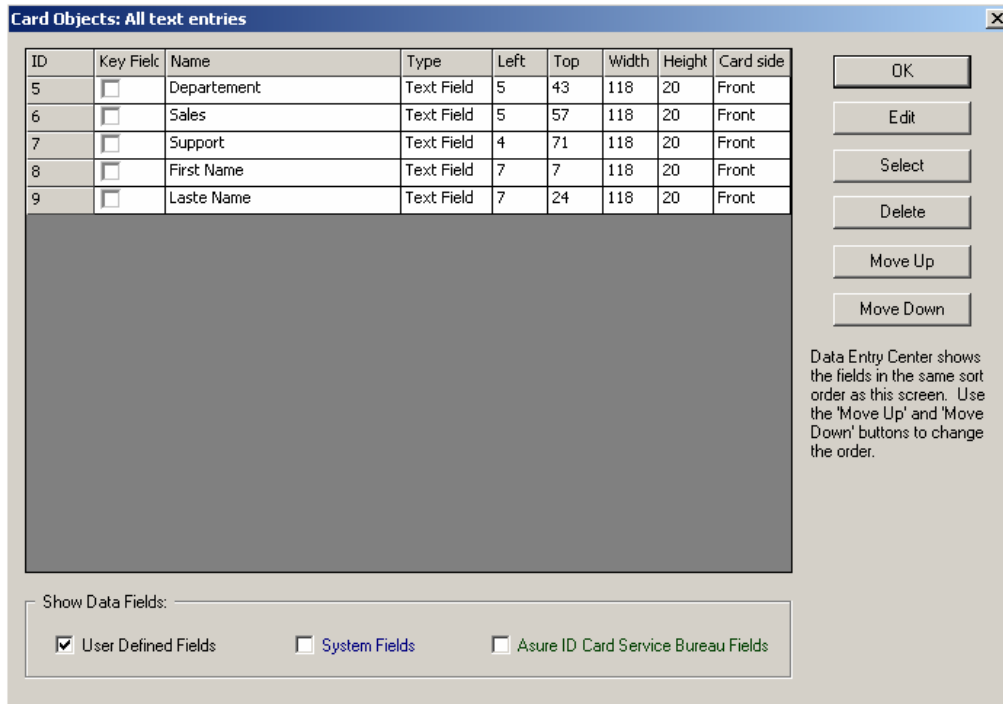 Card Objects: All text entries
ID Key Fielc Name Type Left Top Width Height Card side
5 Departement Text Field 5 43 118 20 Front
6 Sales Text Field 5 57 118 20 Front
7 Support Text Field 4 71 118 20 Front
8 First Name Text Field 7 7 118 20 Front
9 Laste Name Text Field 7 24 118 20 Front
OK
Edit
Select
Delete
Move Up
Move Down
Data Entry Center shows
the fields in the same sort
order as this screen. Use
the 'Move Up' and 'Move
Down' buttons to change
the order.
Show Data Fields:
User Defined Fields System Fields Asure ID Card Service Bureau Fields